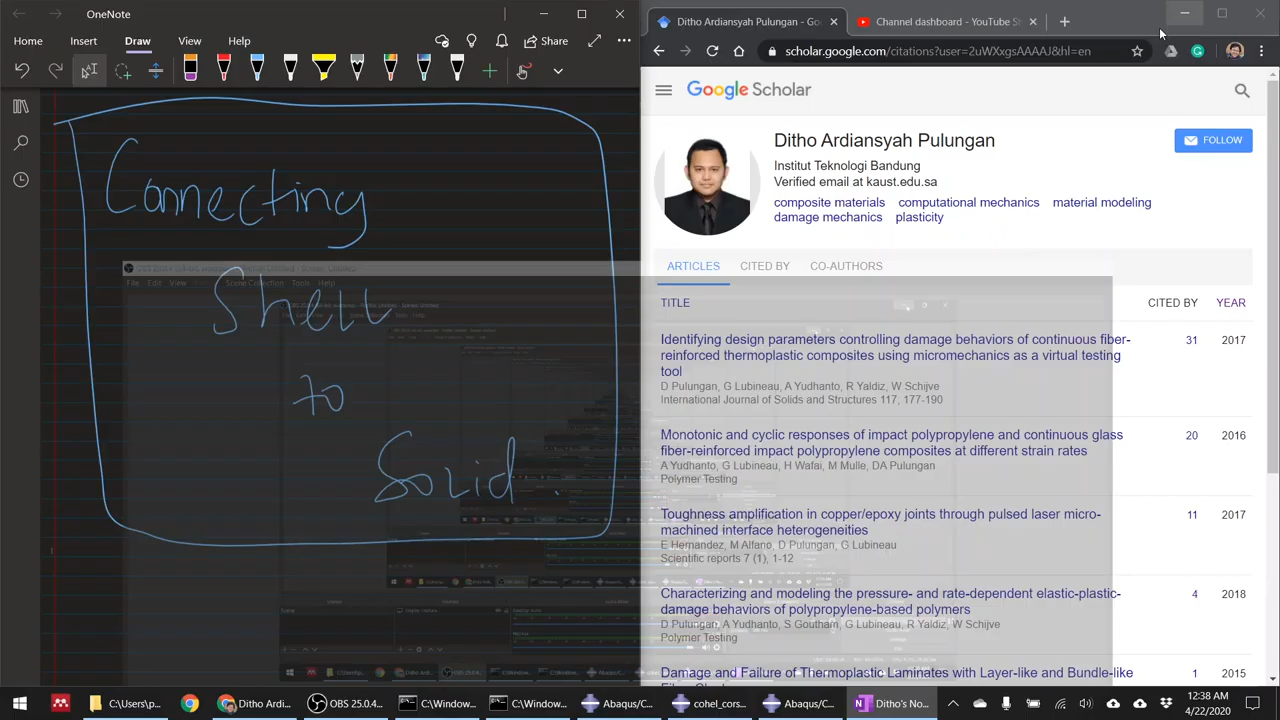 OneNote
Home
Insert
Draw
View
Help
Share
Connecting
Shell
to
Solid.
Ditho Ardiansyah Pulungan - Go
Channel dashboard - YouTube St
scholar.google.com/citations?user=2uWXxgsAAAAJ&hl=en
Google Scholar
Ditho Ardiansyah Pulungan
FOLLOW
Institut Teknologi Bandung
Verified email at kaust.edu.sa
composite materials computational mechanics material modeling
damage mechanics plasticity
ARTICLES CITED BY CO-AUTHORS
TITLE CITED BY YEAR
Identifying design parameters controlling damage behaviors of continuous fiber- 31 2017
reinforced thermoplastic composites using micromechanics as a virtual testing
tool
D Pulungan, G Lubineau, A Yudhanto, R Yaldiz, W Schijve
International Journal of Solids and Structures 117, 177-190
Monotonic and cyclic responses of impact polypropylene and continuous glass 20 2016
fiber-reinforced impact polypropylene composites at different strain rates
A Yudhanto, G Lubineau, H Wafai, M Mulle, DA Pulungan
Polymer Testing
Toughness amplification in copper/epoxy joints through pulsed laser micro- 11 2017
machined interface heterogeneities
E Hernandez, M Alfano, D Pulungan, G Lubineau
Scientific reports 7 (1), 1-12
Characterizing and modeling the pressure- and rate-dependent elastic-plastic- 4 2018
damage behaviors of polypropylene-based polymers
D Pulungan, A Yudhanto, S Goutham, G Lubineau, R Yaldiz, W Schijve
Polymer Testing
Damage and Failure of Thermoplastic Laminates with Layer-like and Bundle-like 2015
File Edit View Scene Collection Tools Help
C:\Users\p...
Ditho Ardi...
OBS 25.0.4...
C:\Window...
C:\Window...
Abaqus/C...
cohel_cors...
Abaqus/C...
Ditho's No...
12:38 AM
4/22/2020